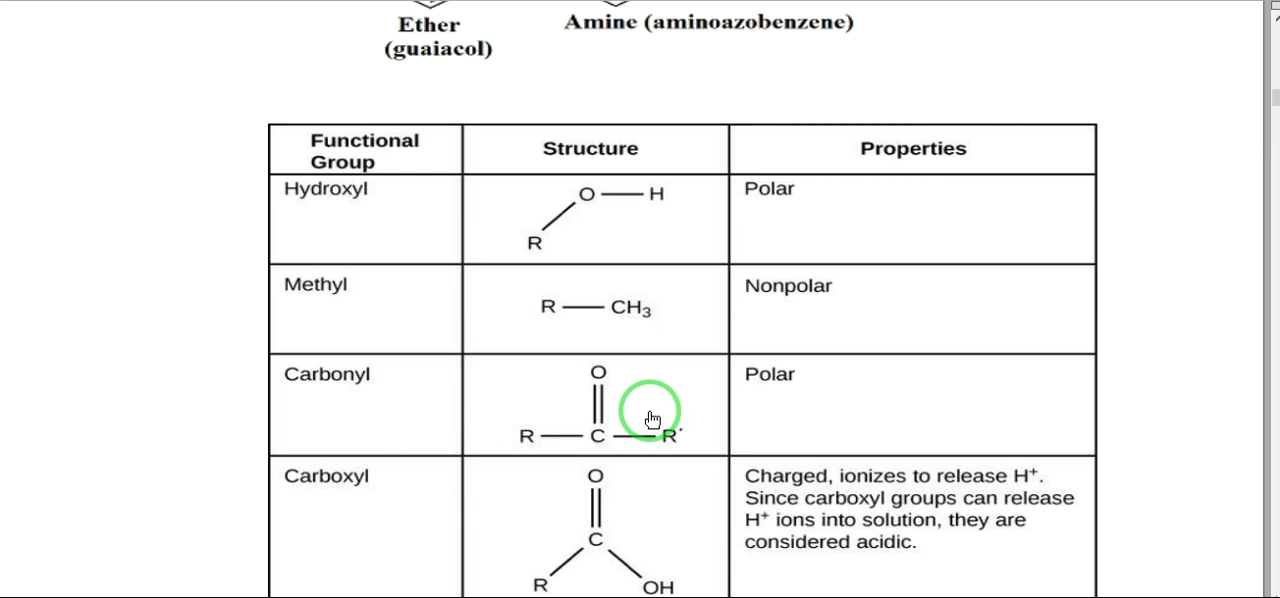 Ether
(guaiacol)
Amine (aminoazobenzene)
Functional
Group
Structure
Properties
Hydroxyl
O
H
R
Polar
Methyl
R
CH₃
Nonpolar
Carbonyl
O
R
C
R′
Polar
Carboxyl
O
C
R
OH
Charged, ionizes to release H⁺.
Since carboxyl groups can release
H⁺ ions into solution, they are
considered acidic.